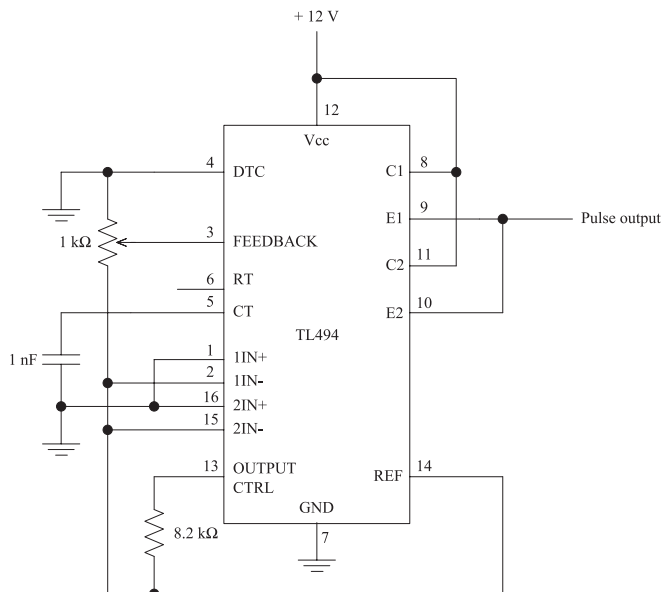 + 12 V
12
Vcc
4
DTC
C1
8
E1
9
Pulse output
1 kΩ
3
FEEDBACK
C2
11
6
RT
5
CT
E2
10
TL494
1 nF
1
1IN+
2
1IN-
16
2IN+
15
2IN-
13
OUTPUT
CTRL
REF
14
GND
7
8.2 kΩ